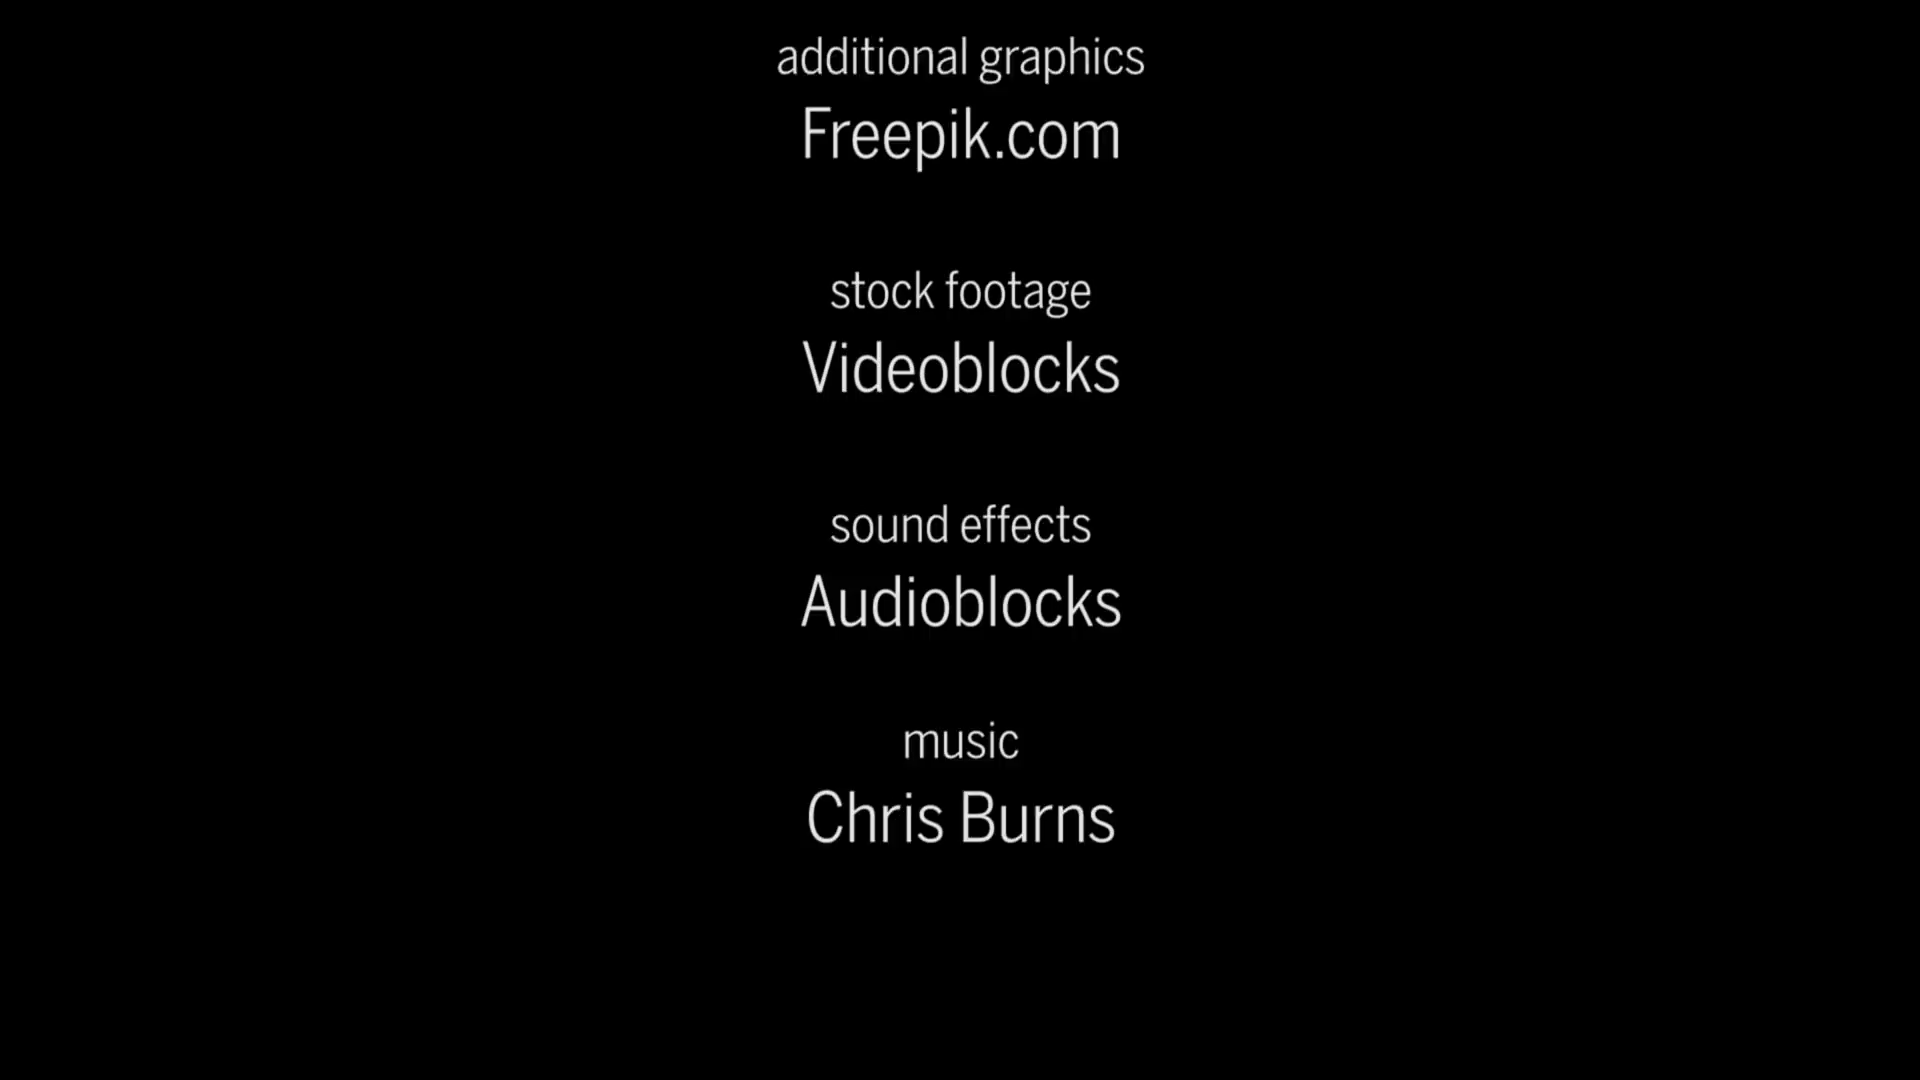 additional graphics
Freepik.com
stock footage
Videoblocks
sound effects
Audioblocks
music
Chris Burns